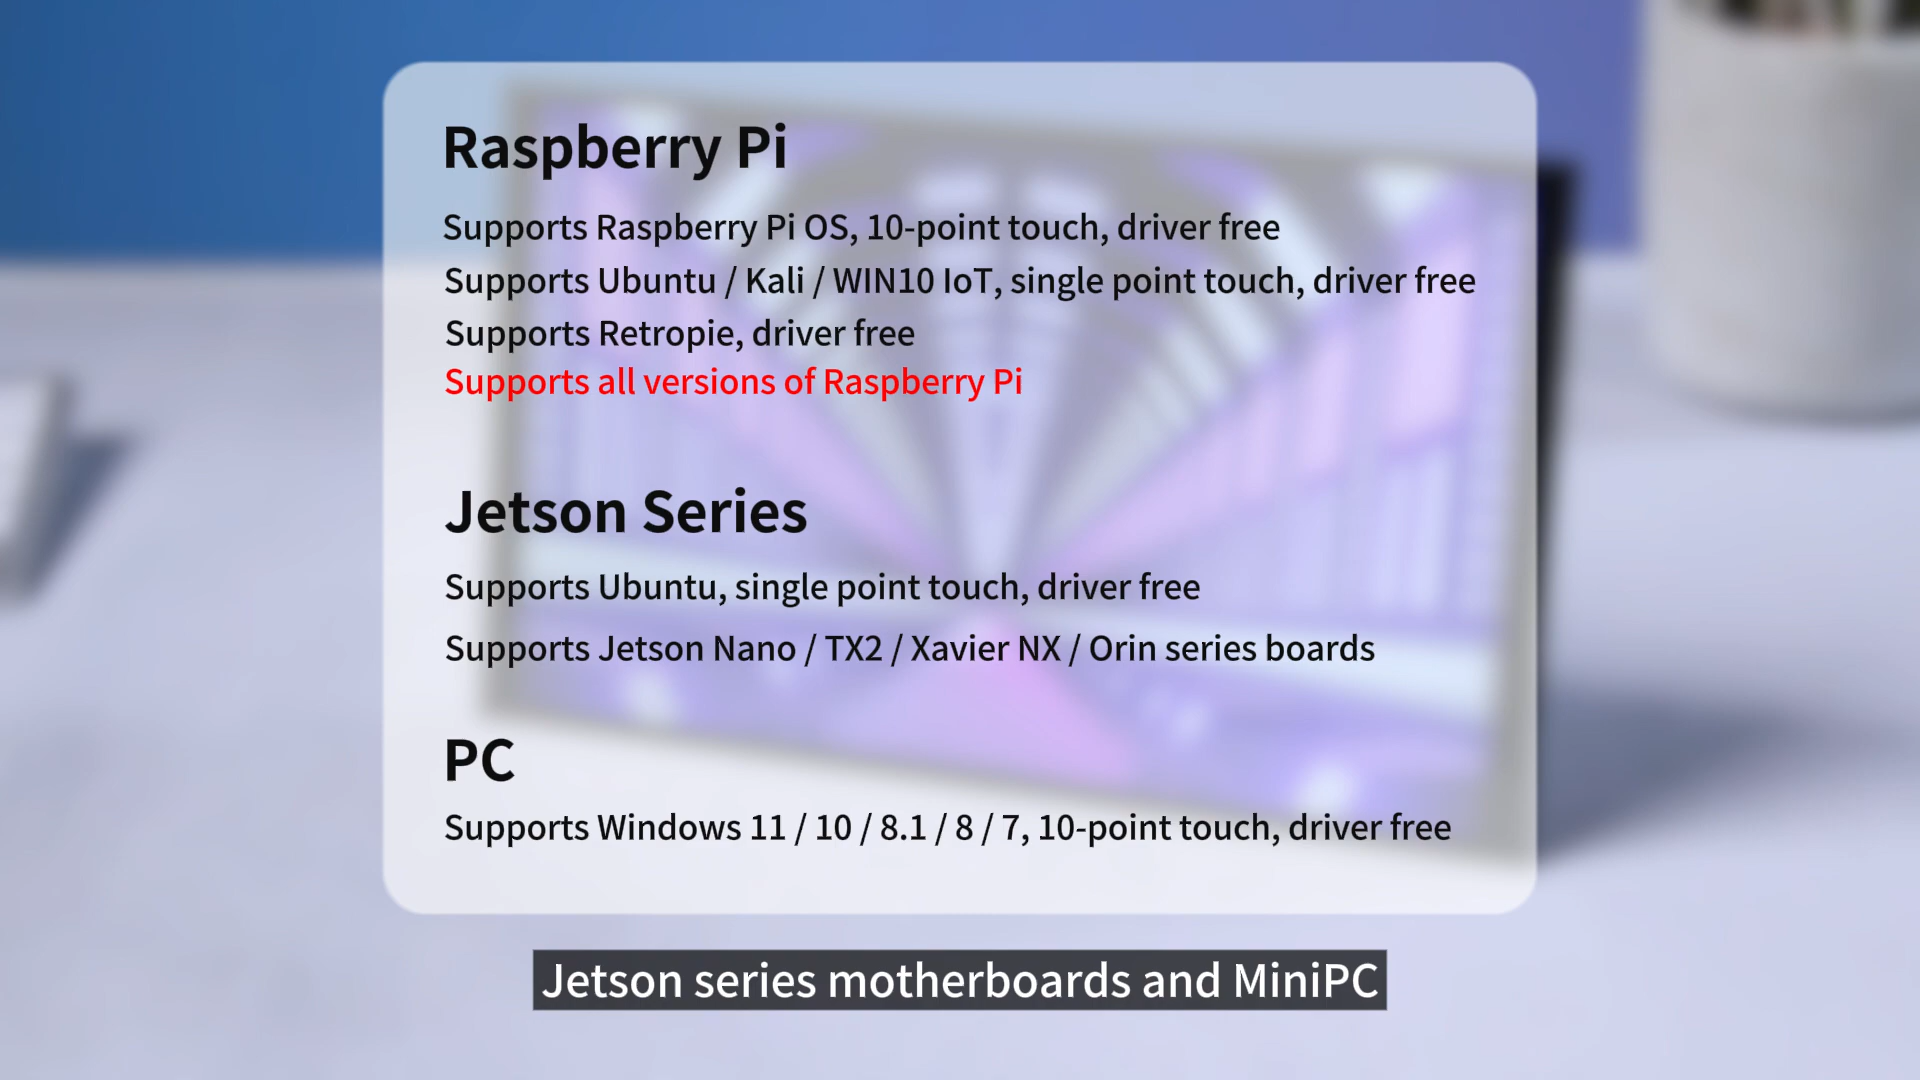 Raspberry Pi
Supports Raspberry Pi OS, 10-point touch, driver free
Supports Ubuntu / Kali / WIN10 IoT, single point touch, driver free
Supports Retropie, driver free
Supports all versions of Raspberry Pi
Jetson Series
Supports Ubuntu, single point touch, driver free
Supports Jetson Nano / TX2 / Xavier NX / Orin series boards
PC
Supports Windows 11 / 10 / 8.1 / 8 / 7, 10-point touch, driver free
Jetson series motherboards and MiniPC